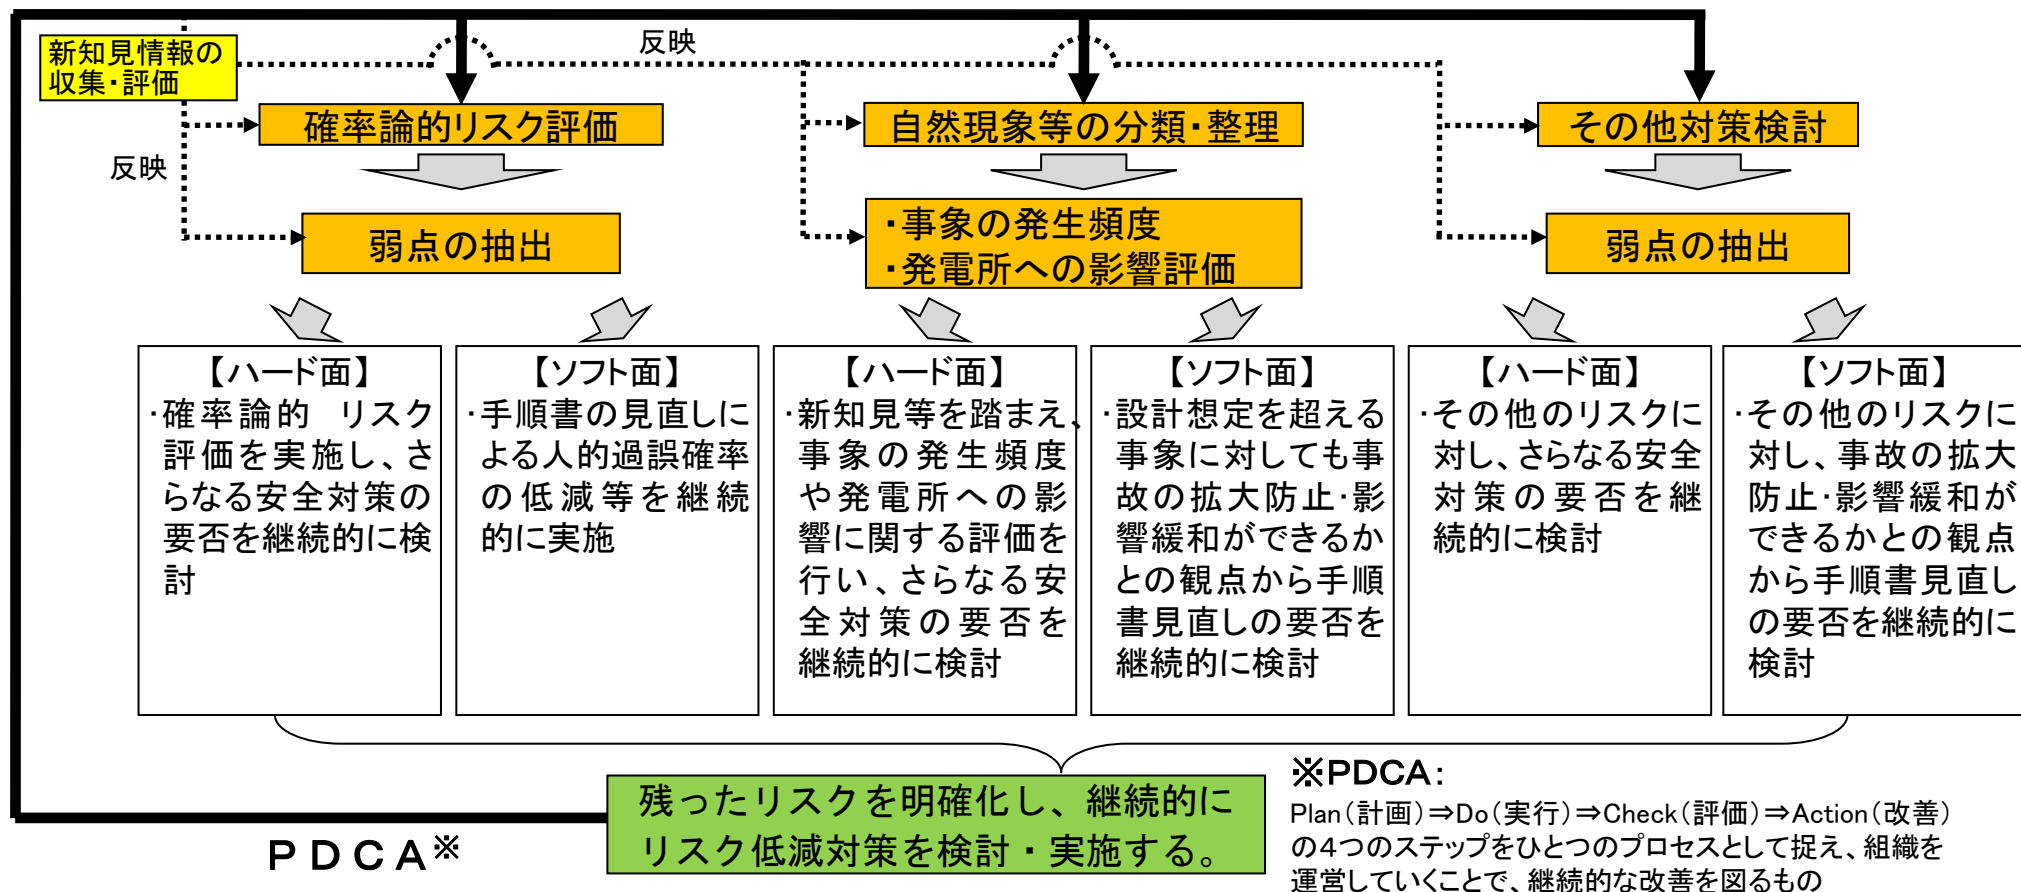 新知見情報の
収集・評価
反映
反映
確率論的リスク評価
自然現象等の分類・整理
その他対策検討
弱点の抽出
・事象の発生頻度
・発電所への影響評価
弱点の抽出
【ハード面】
・確率論的 リスク
評価を実施し、さ
らなる安全対策の
要否を継続的に検
討
【ソフト面】
・手順書の見直しに
よる人的過誤確率
の低減等を継続
的に実施
【ハード面】
・新知見等を踏まえ、
事象の発生頻度
や発電所への影
響に関する評価を
行い、さらなる安
全対策の要否を
継続的に検討
【ソフト面】
・設計想定を超える
事象に対しても事
故の拡大防止・影
響緩和ができるか
との観点から手順
書見直しの要否を
継続的に検討
【ハード面】
・その他のリスクに
対し、さらなる安全
対策の要否を継
続的に検討
【ソフト面】
・その他のリスクに
対し、事故の拡大
防止・影響緩和が
できるかとの観点
から手順書見直し
の要否を継続的に
検討
残ったリスクを明確化し、継続的に
リスク低減対策を検討・実施する。
PDCA※
※PDCA：
Plan（計画）⇒Do（実行）⇒Check（評価）⇒Action（改善）
の４つのステップをひとつのプロセスとして捉え、組織を
運営していくことで、継続的な改善を図るもの